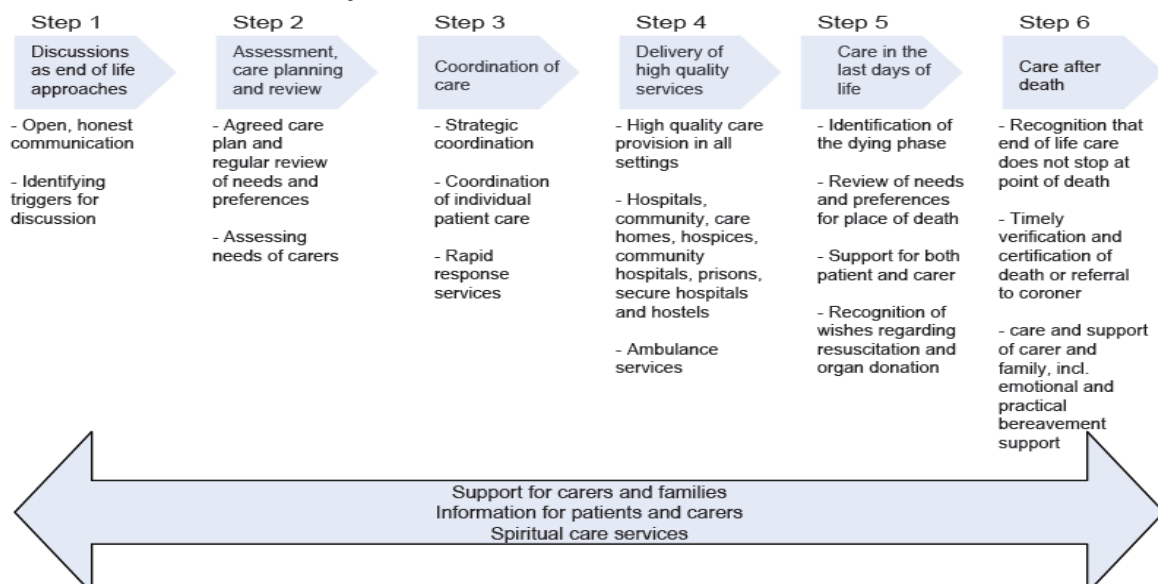 Step 1
Discussions
as end of life
approaches
- Open, honest
communication
- Identifying
triggers for
discussion
Step 2
Assessment,
care planning
and review
- Agreed care
plan and
regular review
of needs and
preferences
- Assessing
needs of carers
Step 3
Coordination of
care
- Strategic
coordination
- Coordination
of individual
patient care
- Rapid
response
services
Step 4
Delivery of
high quality
services
- High quality care
provision in all
settings
- Hospitals,
community, care
homes, hospices,
community
hospitals, prisons,
secure hospitals
and hostels
- Ambulance
services
Step 5
Care in the
last days of
life
- Identification of
the dying phase
- Review of needs
and preferences
for place of death
- Support for both
patient and carer
- Recognition of
wishes regarding
resuscitation and
organ donation
Step 6
Care after
death
- Recognition that
end of life care
does not stop at
point of death
- Timely
verification and
certification of
death or referral
to coroner
- care and support
of carer and
family, incl.
emotional and
practical
bereavement
support
Support for carers and families
Information for patients and carers
Spiritual care services